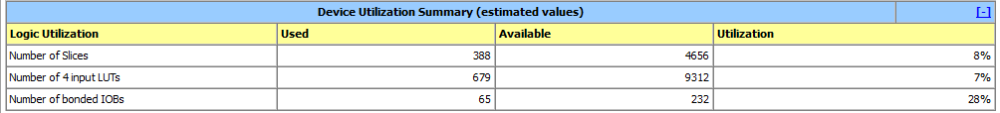 Device Utilization Summary (estimated values) [-]
Logic Utilization Used Available Utilization
Number of Slices 388 4656 8%
Number of 4 input LUTs 679 9312 7%
Number of bonded IOBs 65 232 28%